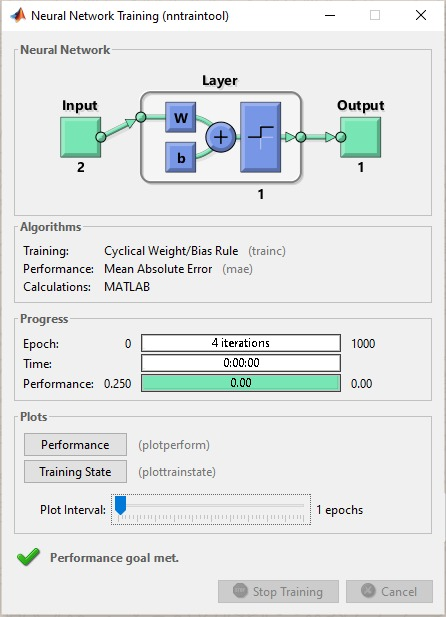 Neural Network Training (nntraintool)
Neural Network
Layer
Input
Output
W
b
+
2
1
1
Algorithms
Training: Cyclical Weight/Bias Rule (trainc)
Performance: Mean Absolute Error (mae)
Calculations: MATLAB
Progress
Epoch: 0 4 iterations 1000
Time: 0:00:00
Performance: 0.250 0.00 0.00
Plots
Performance (plotperform)
Training State (plottrainstate)
Plot Interval: 1 epochs
Performance goal met.
Stop Training Cancel